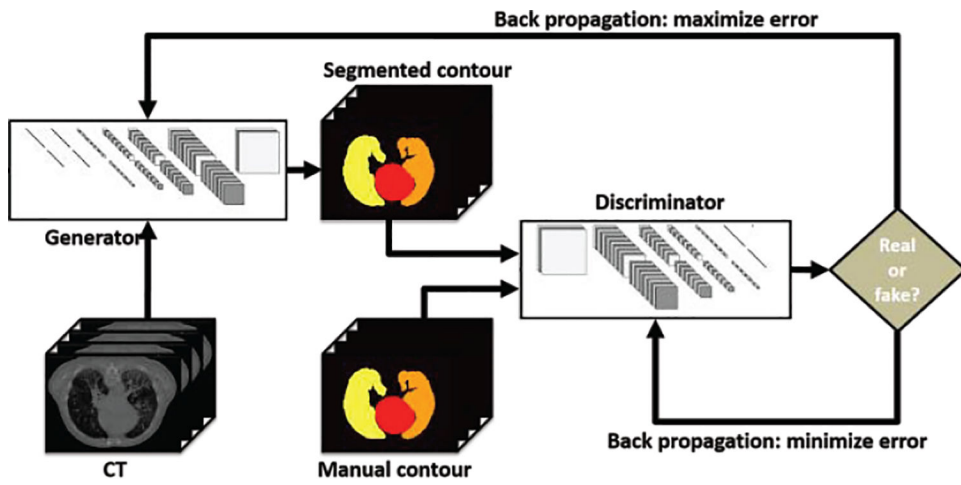 Back propagation: maximize error
Segmented contour
Generator
Discriminator
Real
or
fake?
CT
Manual contour
Back propagation: minimize error